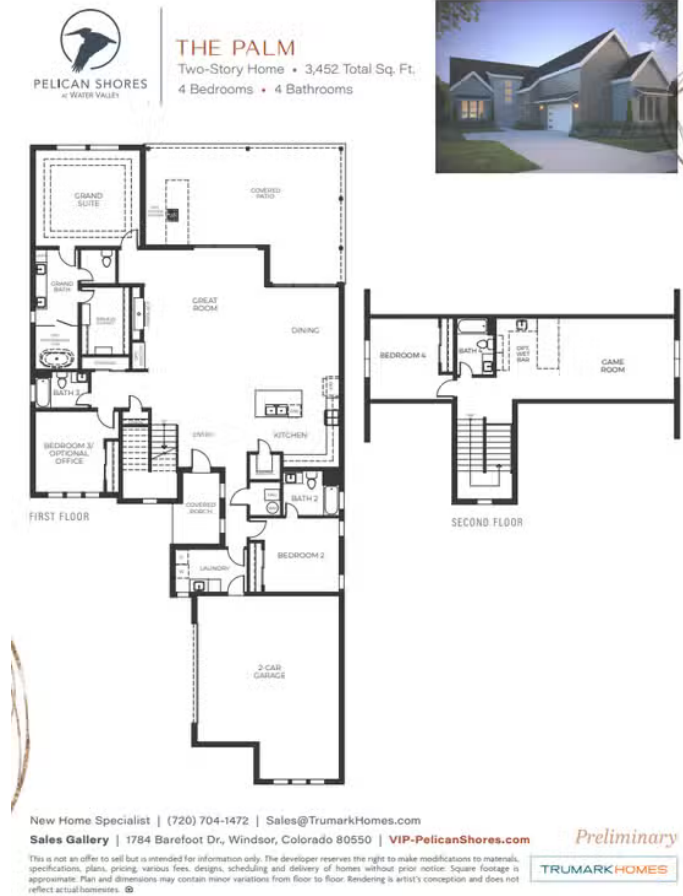 PELICAN SHORES
AT WATER VALLEY
THE PALM
Two-Story Home • 3,452 Total Sq. Ft.
4 Bedrooms • 4 Bathrooms
GRAND
SUITE
COVERED
PATIO
GRAND
BATH
GREAT
ROOM
DINING
BATH 3
BEDROOM 3/
OPTIONAL
OFFICE
ENTRY
KITCHEN
COVERED
PORCH
BATH 2
LAUNDRY
BEDROOM 2
2-CAR
GARAGE
FIRST FLOOR
BEDROOM 4
BATH 4
OPT.
WET
BAR
GAME
ROOM
SECOND FLOOR
New Home Specialist | (720) 704-1472 | Sales@TrumarkHomes.com
Sales Gallery | 1784 Barefoot Dr., Windsor, Colorado 80550 | VIP-PelicanShores.com
Preliminary
This is not an offer to sell but is intended for information only. The developer reserves the right to make modifications to materials,
specifications, plans, pricing, various fees, designs, scheduling and delivery of homes without prior notice. Square footage is
approximate. Plan and dimensions may contain minor variations from floor to floor. Rendering is artist's conception and does not
reflect actual homesites.
TRUMARKHOMES